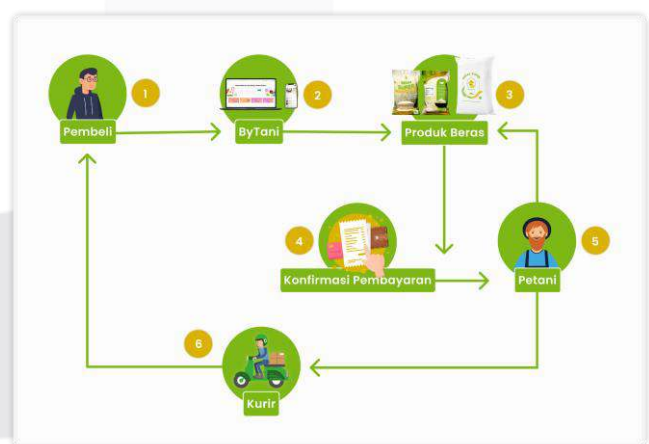 1
Pembeli
2
ByTani
3
Produk Beras
4
Konfirmasi Pembayaran
5
Petani
6
Kurir